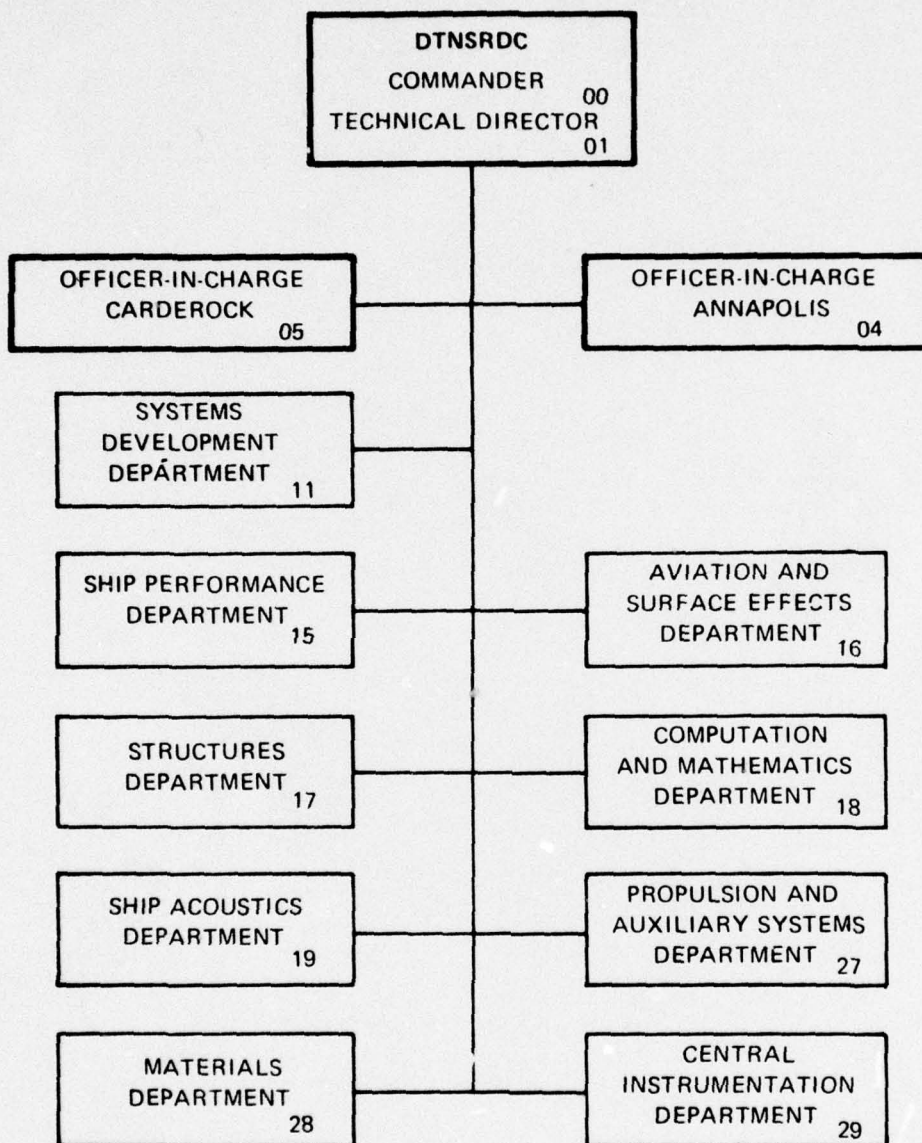 DTNSRDC
COMMANDER
00
TECHNICAL DIRECTOR
01
OFFICER-IN-CHARGE
CARDEROCK
05
OFFICER-IN-CHARGE
ANNAPOLIS
04
SYSTEMS
DEVELOPMENT
DEPARTMENT
11
SHIP PERFORMANCE
DEPARTMENT
15
AVIATION AND
SURFACE EFFECTS
DEPARTMENT
16
STRUCTURES
DEPARTMENT
17
COMPUTATION
AND MATHEMATICS
DEPARTMENT
18
SHIP ACOUSTICS
DEPARTMENT
19
PROPULSION AND
AUXILIARY SYSTEMS
DEPARTMENT
27
MATERIALS
DEPARTMENT
28
CENTRAL
INSTRUMENTATION
DEPARTMENT
29